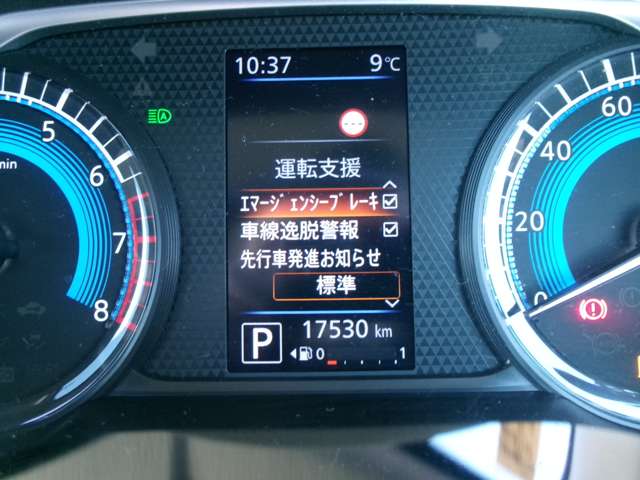 10:37 9℃
運転支援
ｴﾏｰｼﾞｪﾝｼｰﾌﾞﾚｰｷ
車線逸脱警報
先行車発進お知らせ
標準
P 17530 km
0 1
min
5
6
7
8
60
40
20
0
A